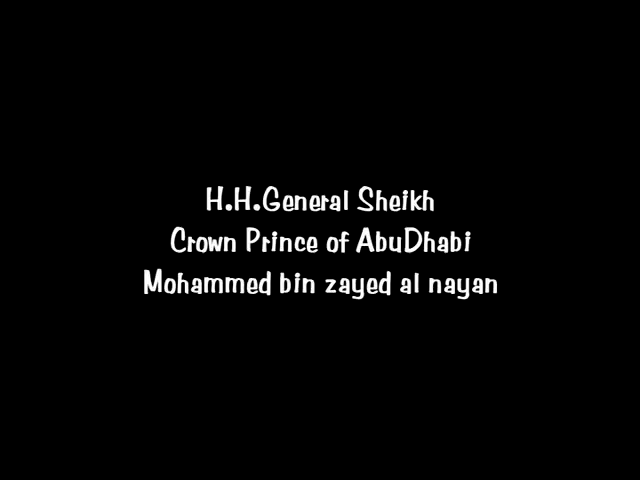 H.H.General Sheikh
Crown Prince of AbuDhabi
Mohammed bin zayed al nayan